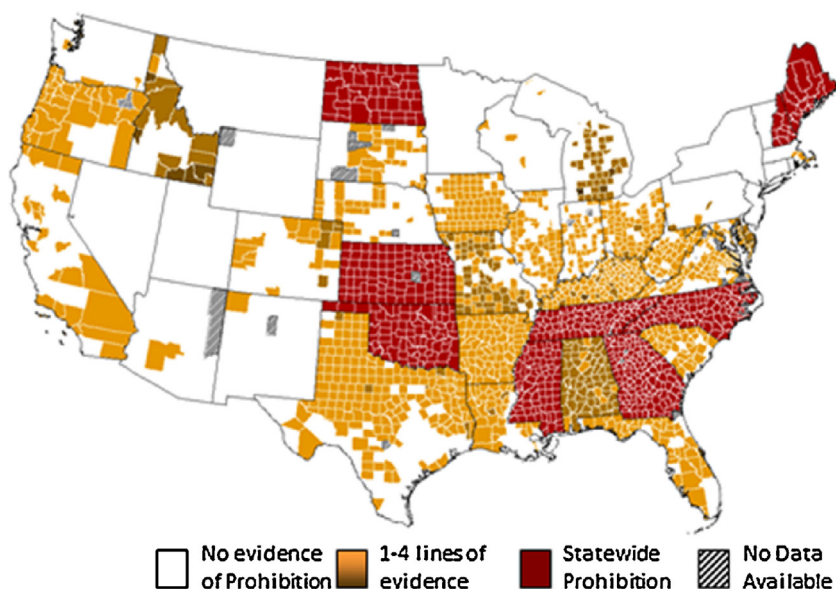 No evidence
of Prohibition
1-4 lines of
evidence
Statewide
Prohibition
No Data
Available